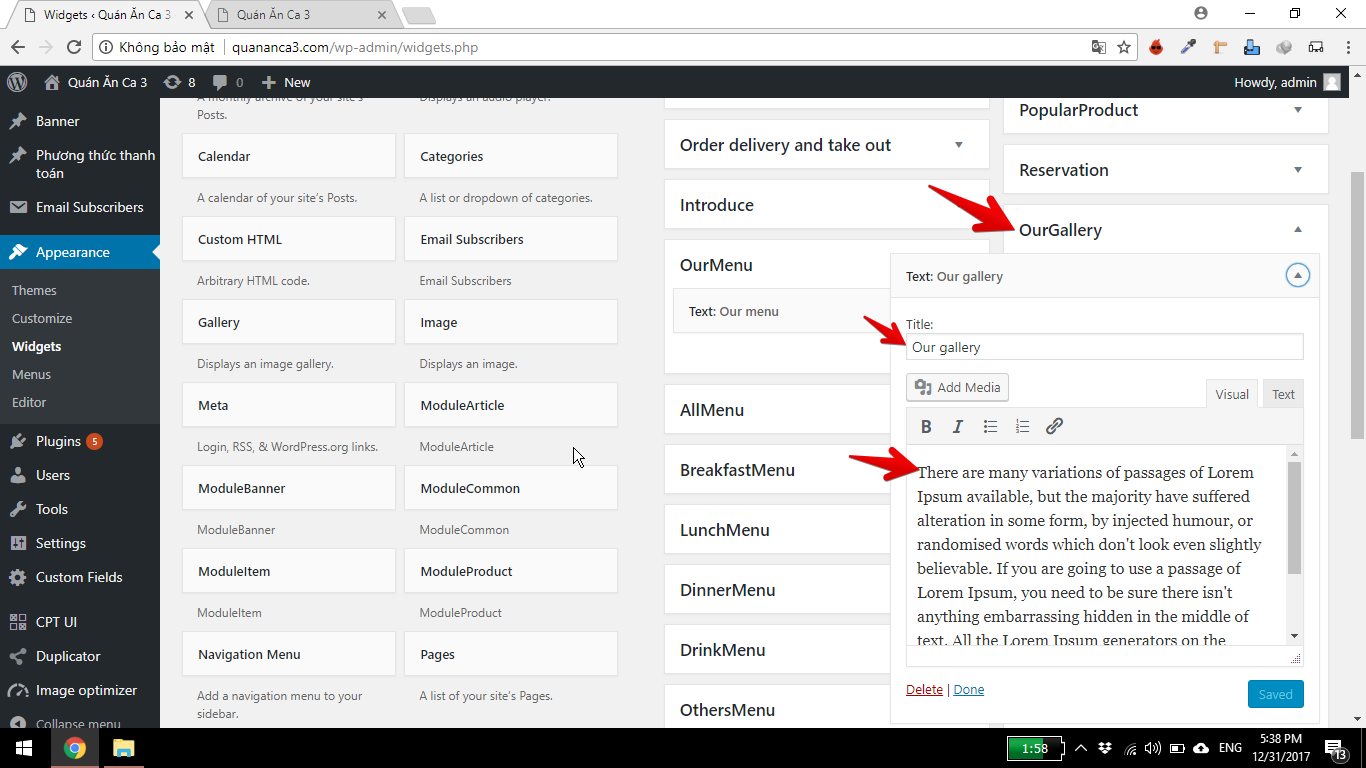 Widgets ‹ Quán Ăn Ca 3
Quán Ăn Ca 3
Không bảo mật
quananca3.com/wp-admin/widgets.php
Quán Ăn Ca 3
8
0
New
Howdy, admin
Banner
Phương thức thanh
toán
Email Subscribers
Appearance
Themes
Customize
Widgets
Menus
Editor
Plugins 5
Users
Tools
Settings
Custom Fields
CPT UI
Duplicator
Image optimizer
Collapse menu
A monthly archive of your site's
Posts.
Displays an audio player.
Calendar
Categories
A calendar of your site's Posts.
A list or dropdown of categories.
Custom HTML
Email Subscribers
Arbitrary HTML code.
Email Subscribers
Gallery
Image
Displays an image gallery.
Displays an image.
Meta
ModuleArticle
Login, RSS, & WordPress.org links.
ModuleArticle
ModuleBanner
ModuleCommon
ModuleBanner
ModuleCommon
ModuleItem
ModuleProduct
ModuleItem
ModuleProduct
Navigation Menu
Pages
Add a navigation menu to your
sidebar.
A list of your site's Pages.
Order delivery and take out
Introduce
OurMenu
Text: Our menu
AllMenu
BreakfastMenu
LunchMenu
DinnerMenu
DrinkMenu
OthersMenu
PopularProduct
Reservation
OurGallery
Text: Our gallery
Title:
Our gallery
Add Media
Visual
Text
B I
There are many variations of passages of Lorem
Ipsum available, but the majority have suffered
alteration in some form, by injected humour, or
randomised words which don't look even slightly
believable. If you are going to use a passage of
Lorem Ipsum, you need to be sure there isn't
anything embarrassing hidden in the middle of
text. All the Lorem Ipsum generators on the
Delete | Done
Saved
1:58
ENG
5:38 PM
12/31/2017
13